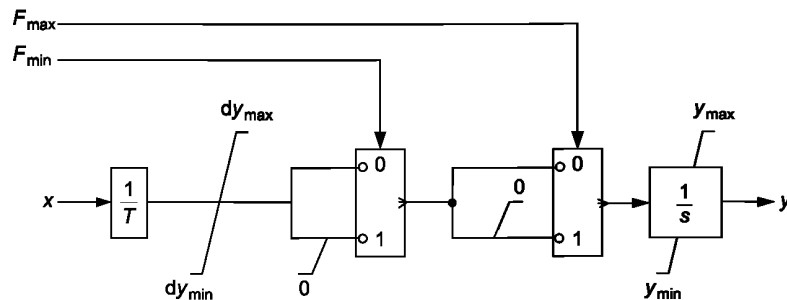 F_max
F_min
dy_max
y_max
0
0
0
x
1/T
1/s
y
1
1
dy_min
0
y_min